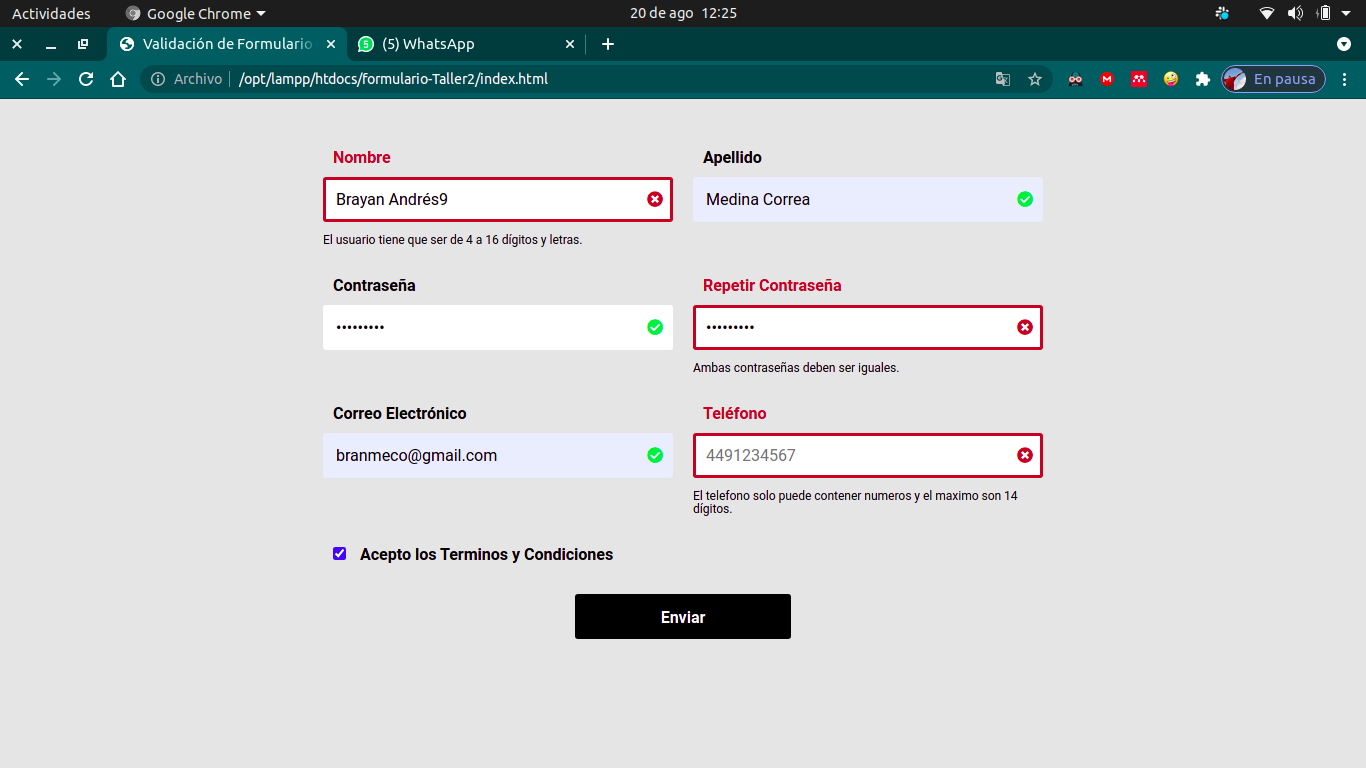 Actividades Google Chrome 20 de ago 12:25
Validación de Formulario (5) WhatsApp
Archivo /opt/lampp/htdocs/formulario-Taller2/index.html En pausa
Nombre Apellido
Brayan Andrés9 Medina Correa
El usuario tiene que ser de 4 a 16 dígitos y letras.
Contraseña Repetir Contraseña
••••••••• •••••••••
Ambas contraseñas deben ser iguales.
Correo Electrónico Teléfono
branmeco@gmail.com 4491234567
El telefono solo puede contener numeros y el maximo son 14
dígitos.
Acepto los Terminos y Condiciones
Enviar